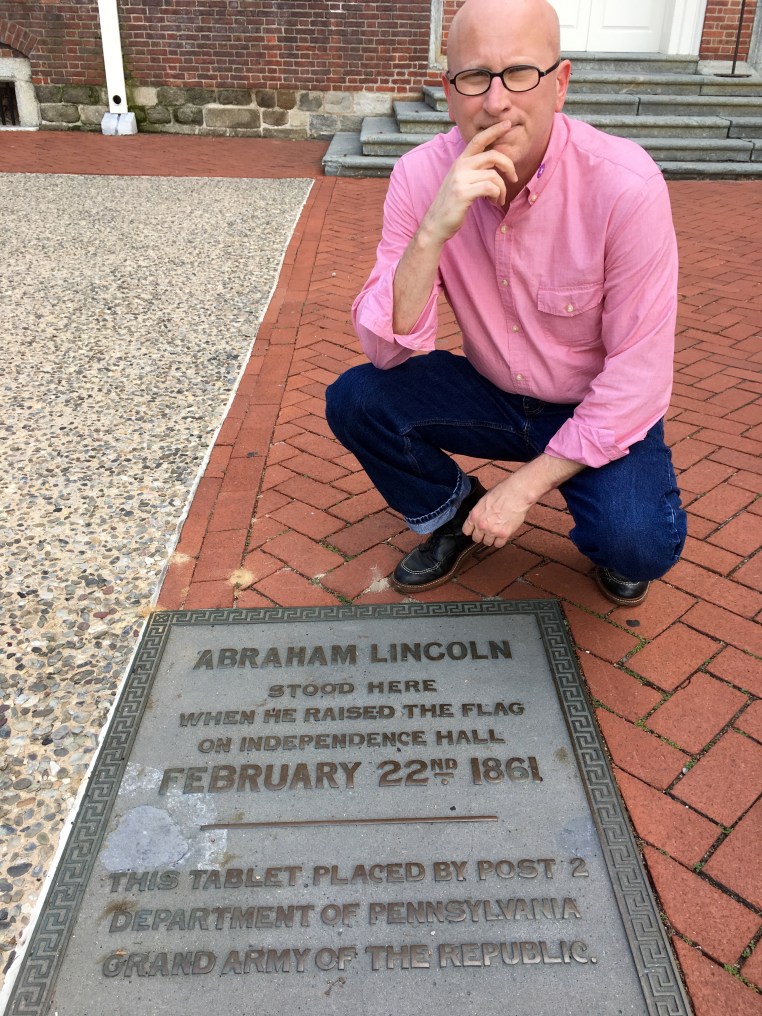 ABRAHAM LINCOLN
STOOD HERE
WHEN HE RAISED THE FLAG
ON INDEPENDENCE HALL
FEBRUARY 22ND 1861.
THIS TABLET PLACED BY POST 2
DEPARTMENT OF PENNSYLVANIA
GRAND ARMY OF THE REPUBLIC.